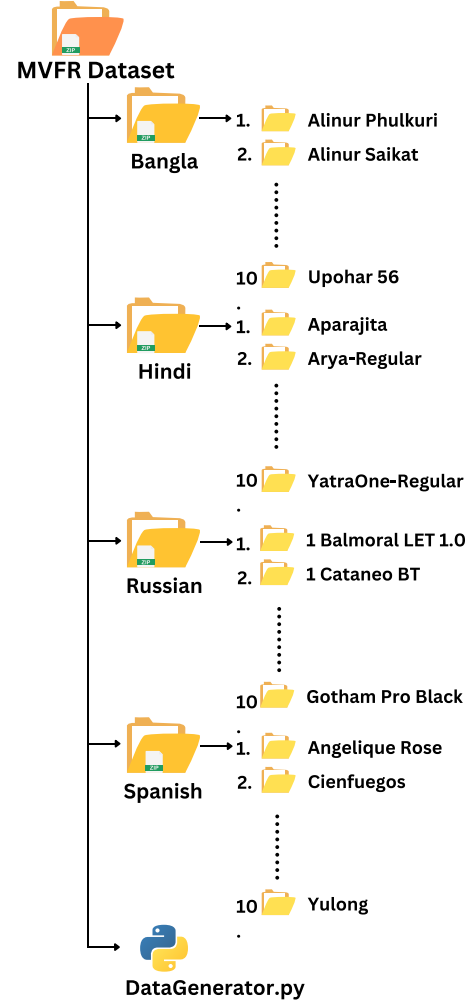 ZIP
MVFR Dataset
ZIP
Bangla
1. Alinur Phulkuri
2. Alinur Saikat
10. Upohar 56
ZIP
Hindi
1. Aparajita
2. Arya-Regular
10. YatraOne-Regular
ZIP
Russian
1. 1 Balmoral LET 1.0
2. 1 Cataneo BT
10. Gotham Pro Black
ZIP
Spanish
1. Angelique Rose
2. Cienfuegos
10. Yulong
DataGenerator.py